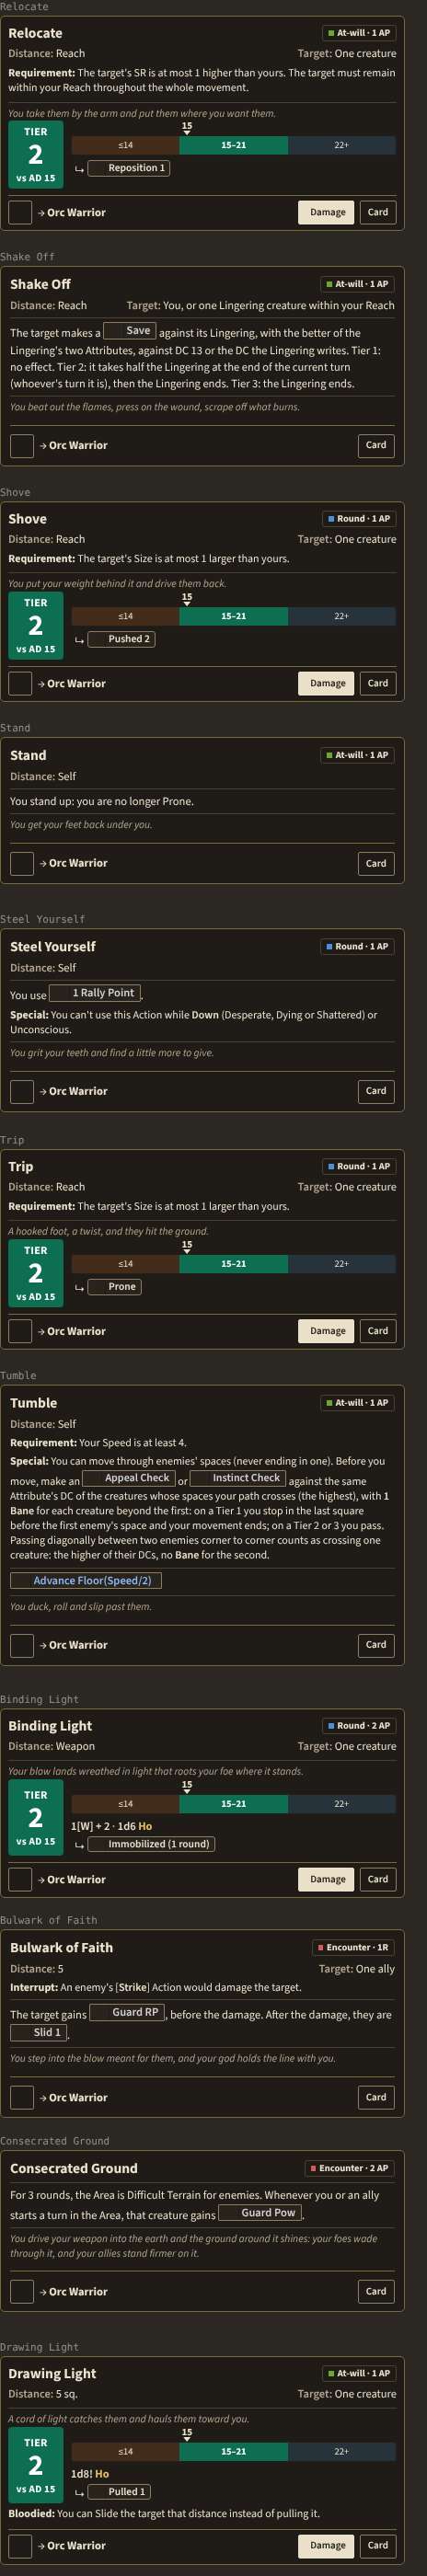 Relocate
Relocate
At-will · 1 AP
Distance: Reach
Target: One creature
Requirement: The target's SR is at most 1 higher than yours. The target must remain
within your Reach throughout the whole movement.
You take them by the arm and put them where you want them.
TIER
2
vs AD 15
15
≤14
15–21
22+
↪ Reposition 1
→ Orc Warrior
Damage
Card
Shake Off
Shake Off
At-will · 1 AP
Distance: Reach
Target: You, or one Lingering creature within your Reach
The target makes a Save against its Lingering, with the better of the
Lingering's two Attributes, against DC 13 or the DC the Lingering writes. Tier 1:
no effect. Tier 2: it takes half the Lingering at the end of the current turn
(whoever's turn it is), then the Lingering ends. Tier 3: the Lingering ends.
You beat out the flames, press on the wound, scrape off what burns.
→ Orc Warrior
Card
Shove
Shove
Round · 1 AP
Distance: Reach
Target: One creature
Requirement: The target's Size is at most 1 larger than yours.
You put your weight behind it and drive them back.
TIER
2
vs AD 15
15
≤14
15–21
22+
↪ Pushed 2
→ Orc Warrior
Damage
Card
Stand
Stand
At-will · 1 AP
Distance: Self
You stand up: you are no longer Prone.
You get your feet back under you.
→ Orc Warrior
Card
Steel Yourself
Steel Yourself
Round · 1 AP
Distance: Self
You use 1 Rally Point.
Special: You can't use this Action while Down (Desperate, Dying or Shattered) or
Unconscious.
You grit your teeth and find a little more to give.
→ Orc Warrior
Card
Trip
Trip
Round · 1 AP
Distance: Reach
Target: One creature
Requirement: The target's Size is at most 1 larger than yours.
A hooked foot, a twist, and they hit the ground.
TIER
2
vs AD 15
15
≤14
15–21
22+
↪ Prone
→ Orc Warrior
Damage
Card
Tumble
Tumble
At-will · 1 AP
Distance: Self
Requirement: Your Speed is at least 4.
Special: You can move through enemies' spaces (never ending in one). Before you
move, make an Appeal Check or Instinct Check against the same
Attribute's DC of the creatures whose spaces your path crosses (the highest), with 1
Bane for each creature beyond the first: on a Tier 1 you stop in the last square
before the first enemy's space and your movement ends; on a Tier 2 or 3 you pass.
Passing diagonally between two enemies corner to corner counts as crossing one
creature: the higher of their DCs, no Bane for the second.
Advance Floor(Speed/2)
You duck, roll and slip past them.
→ Orc Warrior
Card
Binding Light
Binding Light
Round · 2 AP
Distance: Weapon
Target: One creature
Your blow lands wreathed in light that roots your foe where it stands.
TIER
2
vs AD 15
15
≤14
15–21
22+
1[W] + 2 · 1d6 Ho
↪ Immobilized (1 round)
→ Orc Warrior
Damage
Card
Bulwark of Faith
Bulwark of Faith
Encounter · 1R
Distance: 5
Target: One ally
Interrupt: An enemy's [Strike] Action would damage the target.
The target gains Guard RP, before the damage. After the damage, they are
Slid 1.
You step into the blow meant for them, and your god holds the line with you.
→ Orc Warrior
Card
Consecrated Ground
Consecrated Ground
Encounter · 2 AP
For 3 rounds, the Area is Difficult Terrain for enemies. Whenever you or an ally
starts a turn in the Area, that creature gains Guard Pow.
You drive your weapon into the earth and the ground around it shines: your foes wade
through it, and your allies stand firmer on it.
→ Orc Warrior
Card
Drawing Light
Drawing Light
At-will · 1 AP
Distance: 5 sq.
Target: One creature
A cord of light catches them and hauls them toward you.
TIER
2
vs AD 15
15
≤14
15–21
22+
1d8! Ho
↪ Pulled 1
Bloodied: You can Slide the target that distance instead of pulling it.
→ Orc Warrior
Damage
Card